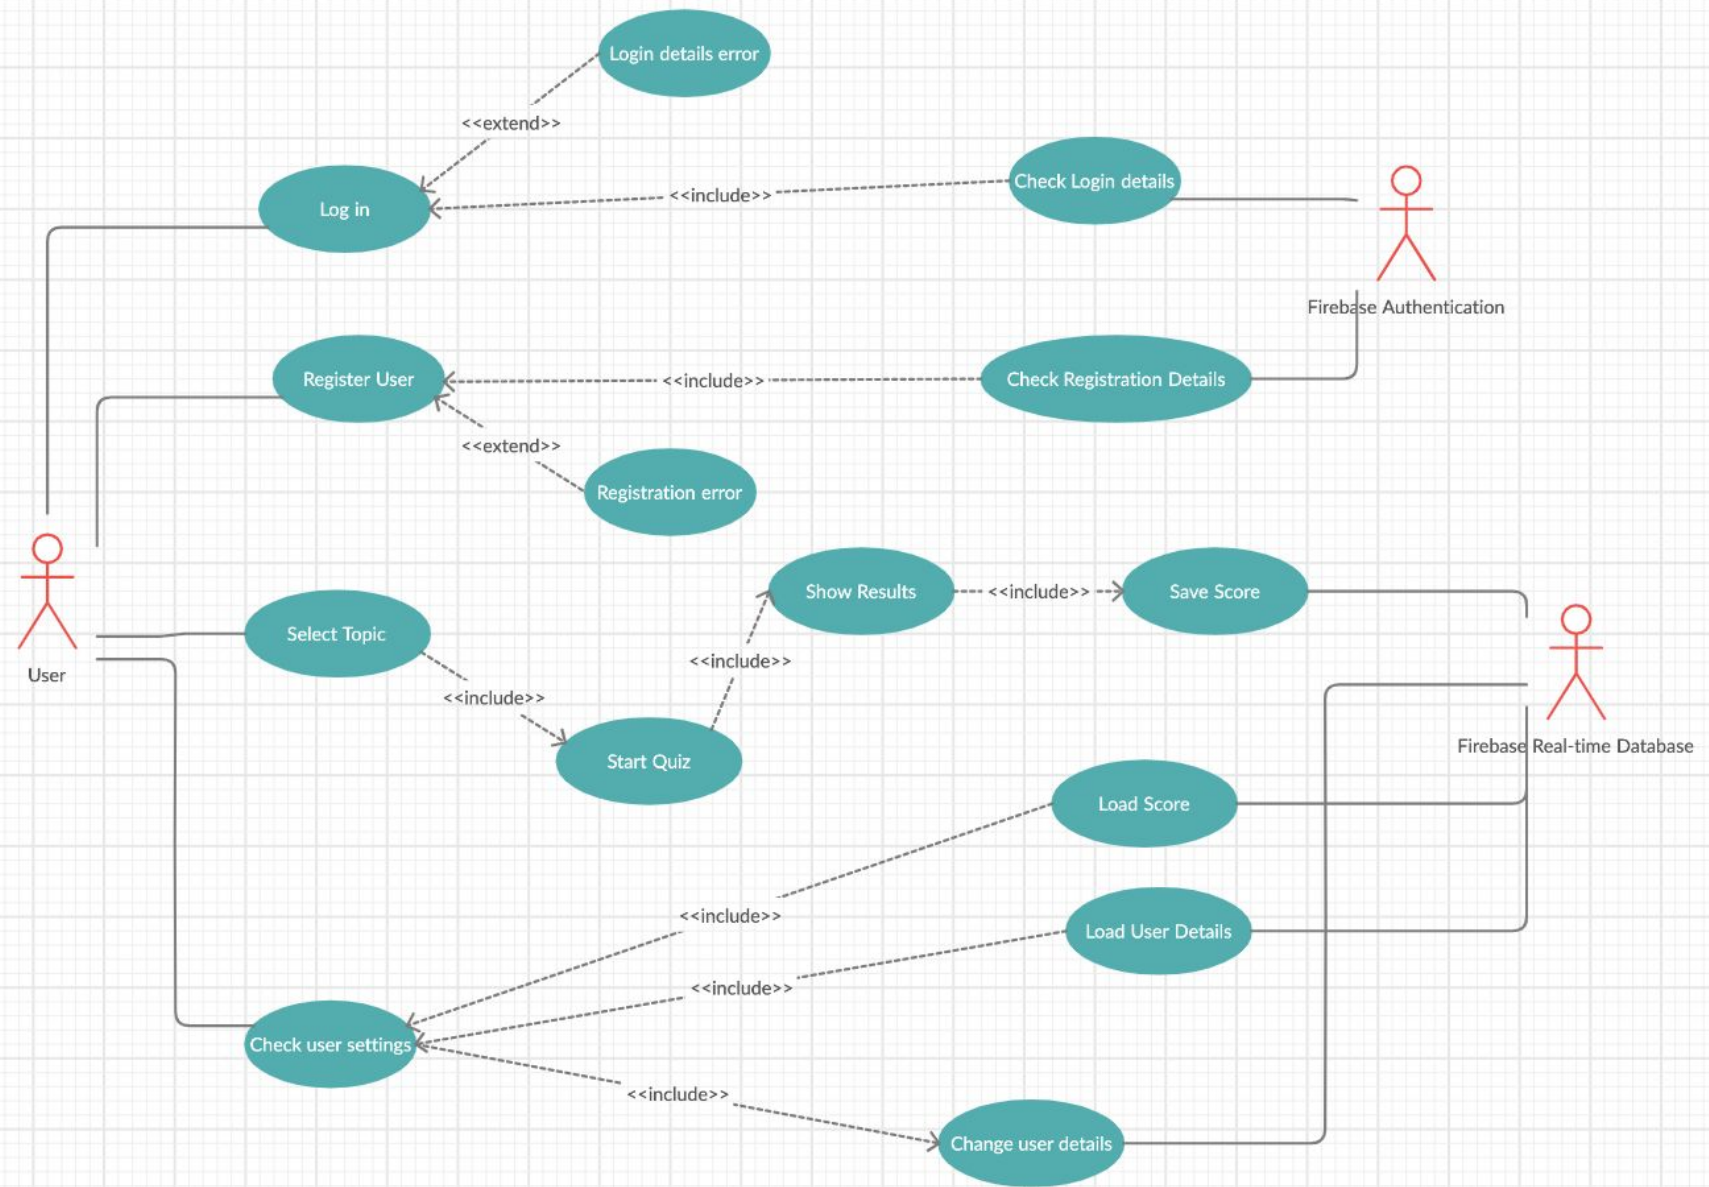 Login details error
<<extend>>
Check Login details
<<include>>
Log in
Firebase Authentication
Register User
<<include>>
Check Registration Details
<<extend>>
Registration error
Show Results
<<include>>
Save Score
Select Topic
User
<<include>>
<<include>>
Start Quiz
Firebase Real-time Database
Load Score
<<include>>
Load User Details
<<include>>
Check user settings
<<include>>
Change user details